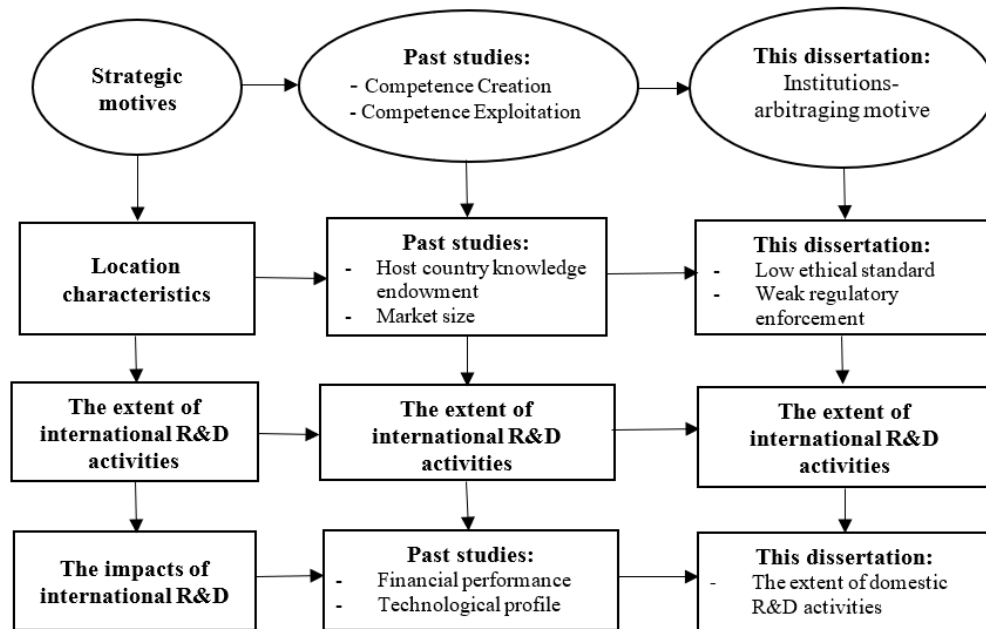 Strategic
motives
Past studies:
- Competence Creation
- Competence Exploitation
This dissertation:
Institutions-
arbitraging motive
Location
characteristics
Past studies:
- Host country knowledge
endowment
- Market size
This dissertation:
- Low ethical standard
- Weak regulatory
enforcement
The extent of
international R&D
activities
The extent of
international R&D
activities
The extent of
international R&D
activities
The impacts of
international R&D
Past studies:
- Financial performance
- Technological profile
This dissertation:
- The extent of domestic
R&D activities